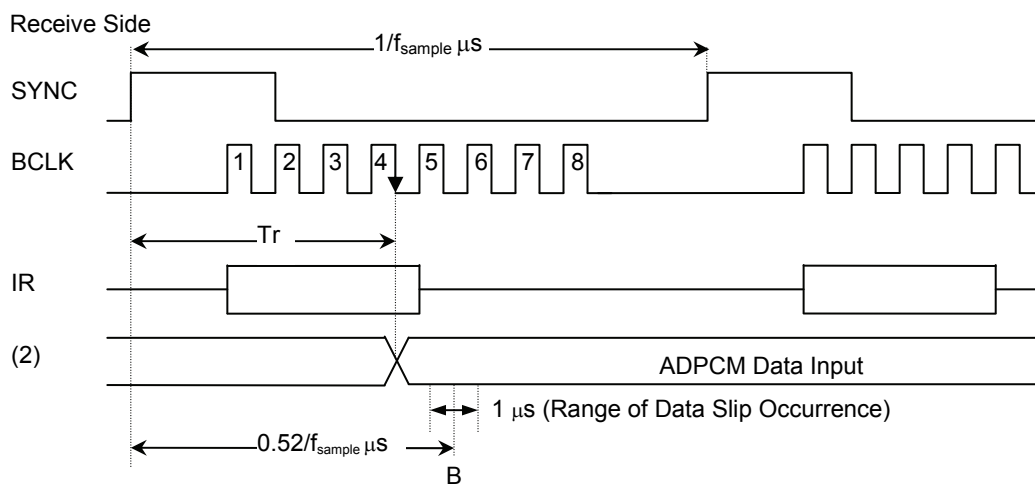 Receive Side
1/fsample μs
SYNC
BCLK
1 2 3 4 5 6 7 8
Tr
IR
(2)
ADPCM Data Input
1 μs (Range of Data Slip Occurrence)
0.52/fsample μs
B